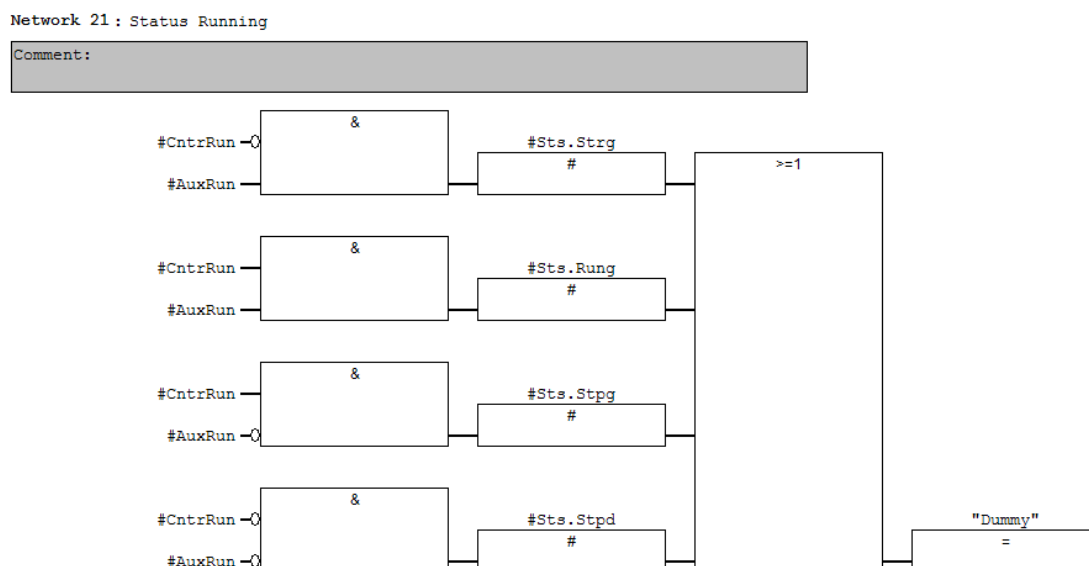 Network 21 : Status Running
Comment:
&
#CntrRun
#Sts.Strg
#
>=1
#AuxRun
&
#CntrRun
#Sts.Rung
#
#AuxRun
&
#CntrRun
#Sts.Stpg
#
#AuxRun
&
#CntrRun
#Sts.Stpd
"Dummy"
#
=
#AuxRun